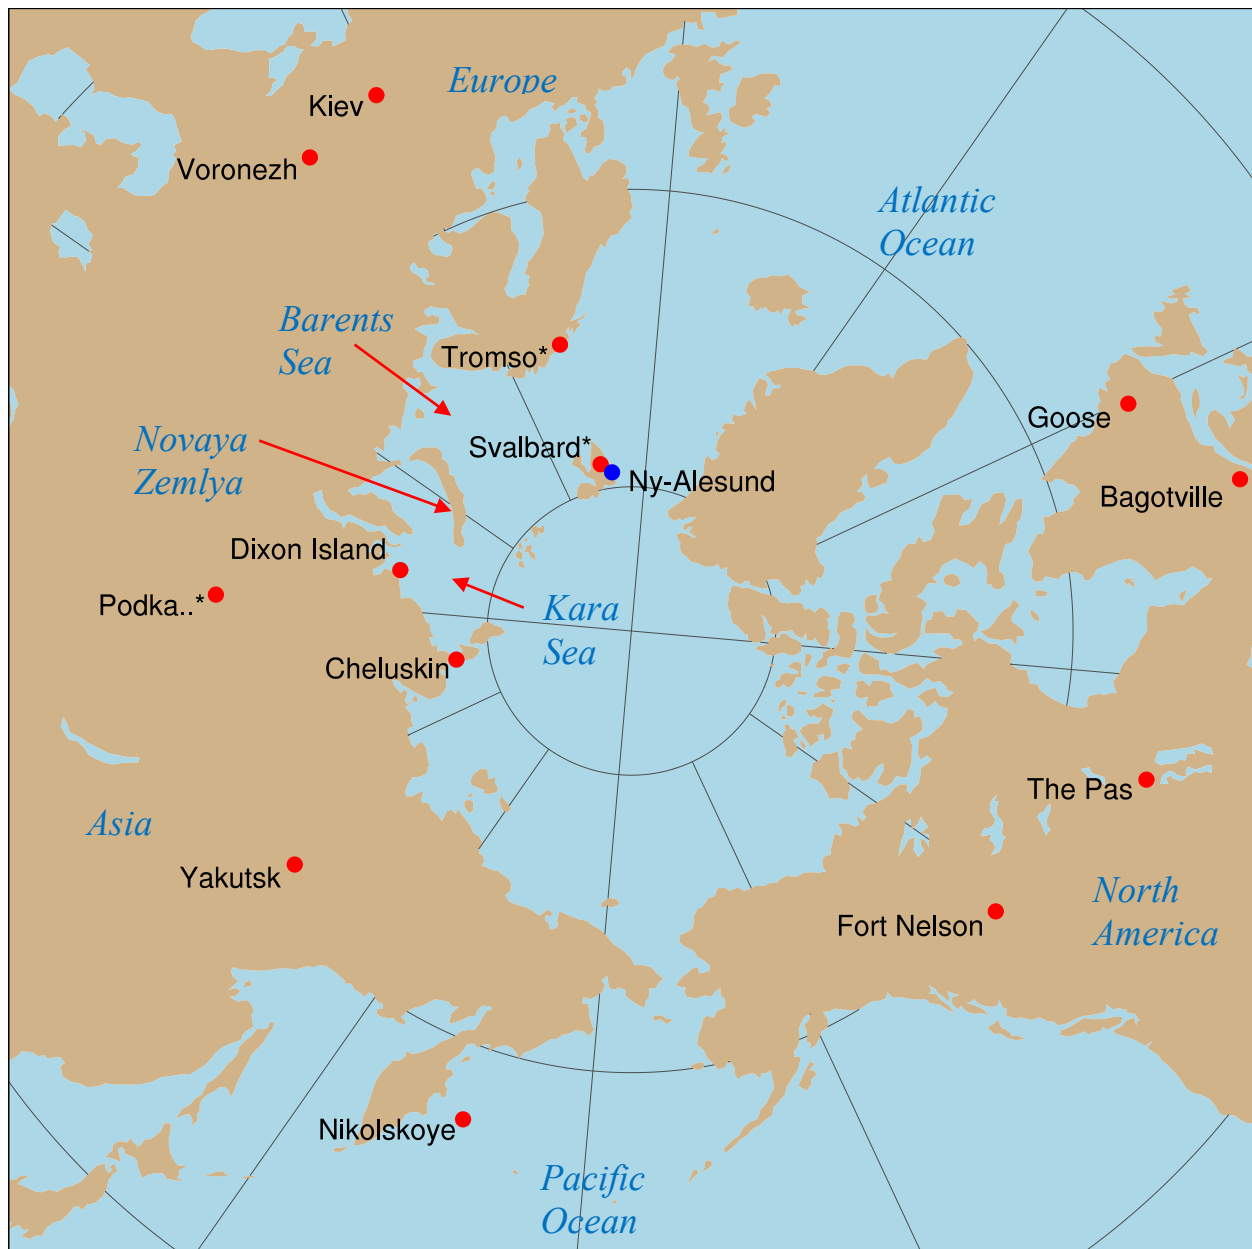 Europe
Kiev
Voronezh
Atlantic
Ocean
Barents
Sea
Tromso*
Goose
Novaya
Zemlya
Svalbard*
Ny-Alesund
Bagotville
Dixon Island
Podka..*
Kara
Sea
Cheluskin
The Pas
Asia
Yakutsk
North
America
Fort Nelson
Nikolskoye
Pacific
Ocean